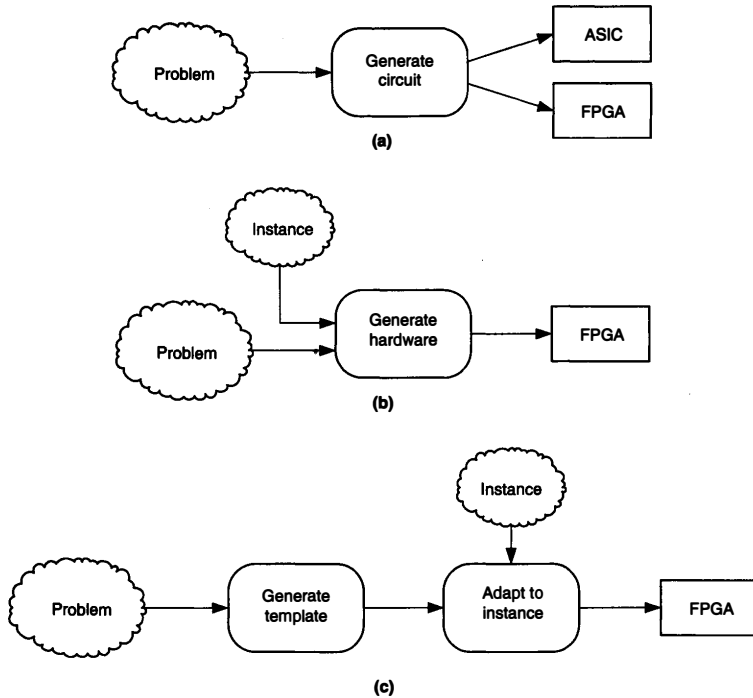 Problem
Generate
circuit
ASIC
FPGA
(a)
Instance
Problem
Generate
hardware
FPGA
(b)
Instance
Problem
Generate
template
Adapt to
instance
FPGA
(c)